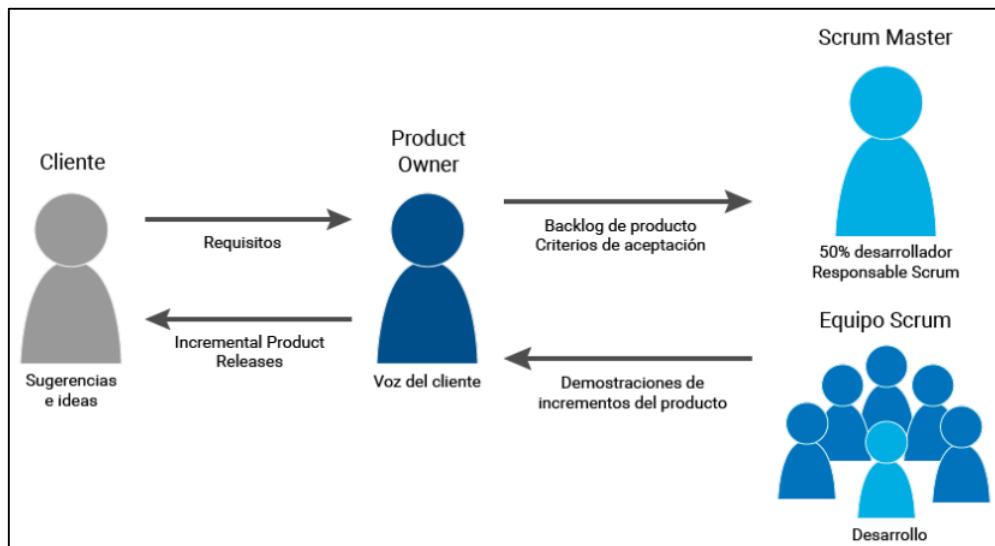 Cliente
Requisitos
Incremental Product
Releases
Sugerencias
e ideas
Product
Owner
Voz del cliente
Backlog de producto
Criterios de aceptación
Demostraciones de
incrementos del producto
Scrum Master
50% desarrollador
Responsable Scrum
Equipo Scrum
Desarrollo